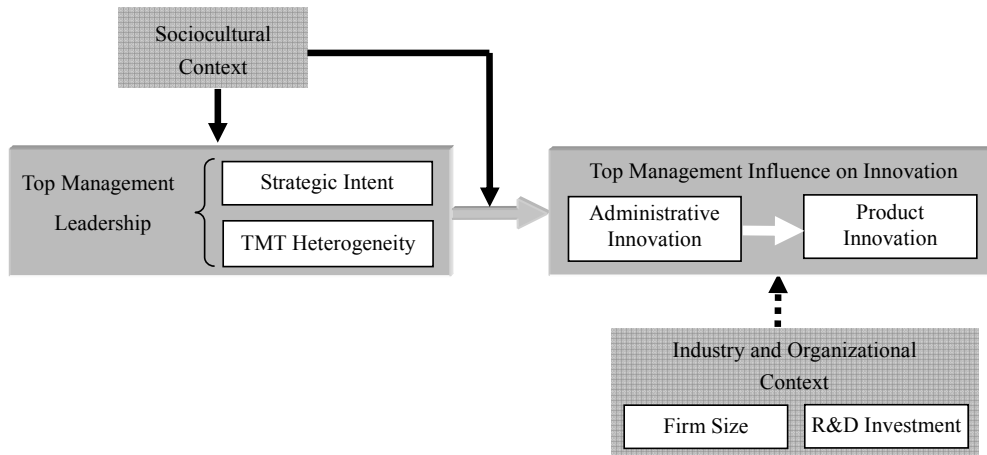 Sociocultural
Context
Top Management
Leadership
Strategic Intent
TMT Heterogeneity
Top Management Influence on Innovation
Administrative
Innovation
Product
Innovation
Industry and Organizational
Context
Firm Size
R&D Investment